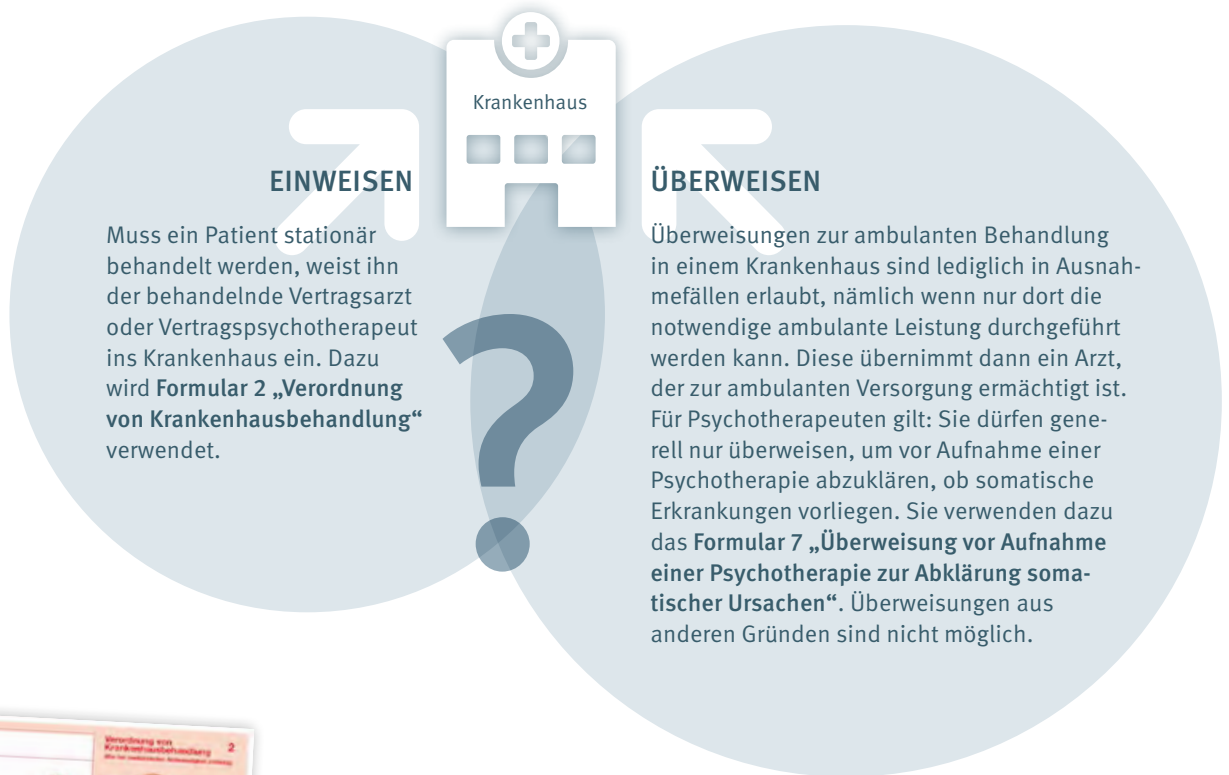 Krankenhaus
EINWEISEN
Muss ein Patient stationär
behandelt werden, weist ihn
der behandelnde Vertragsarzt
oder Vertragspsychotherapeut
ins Krankenhaus ein. Dazu
wird Formular 2 „Verordnung
von Krankenhausbehandlung“
verwendet.
?
ÜBERWEISEN
Überweisungen zur ambulanten Behandlung
in einem Krankenhaus sind lediglich in Ausnah-
mefällen erlaubt, nämlich wenn nur dort die
notwendige ambulante Leistung durchgeführt
werden kann. Diese übernimmt dann ein Arzt,
der zur ambulanten Versorgung ermächtigt ist.
Für Psychotherapeuten gilt: Sie dürfen gene-
rell nur überweisen, um vor Aufnahme einer
Psychotherapie abzuklären, ob somatische
Erkrankungen vorliegen. Sie verwenden dazu
das Formular 7 „Überweisung vor Aufnahme
einer Psychotherapie zur Abklärung soma-
tischer Ursachen“. Überweisungen aus
anderen Gründen sind nicht möglich.
Verordnung von
Krankenhausbehandlung 2